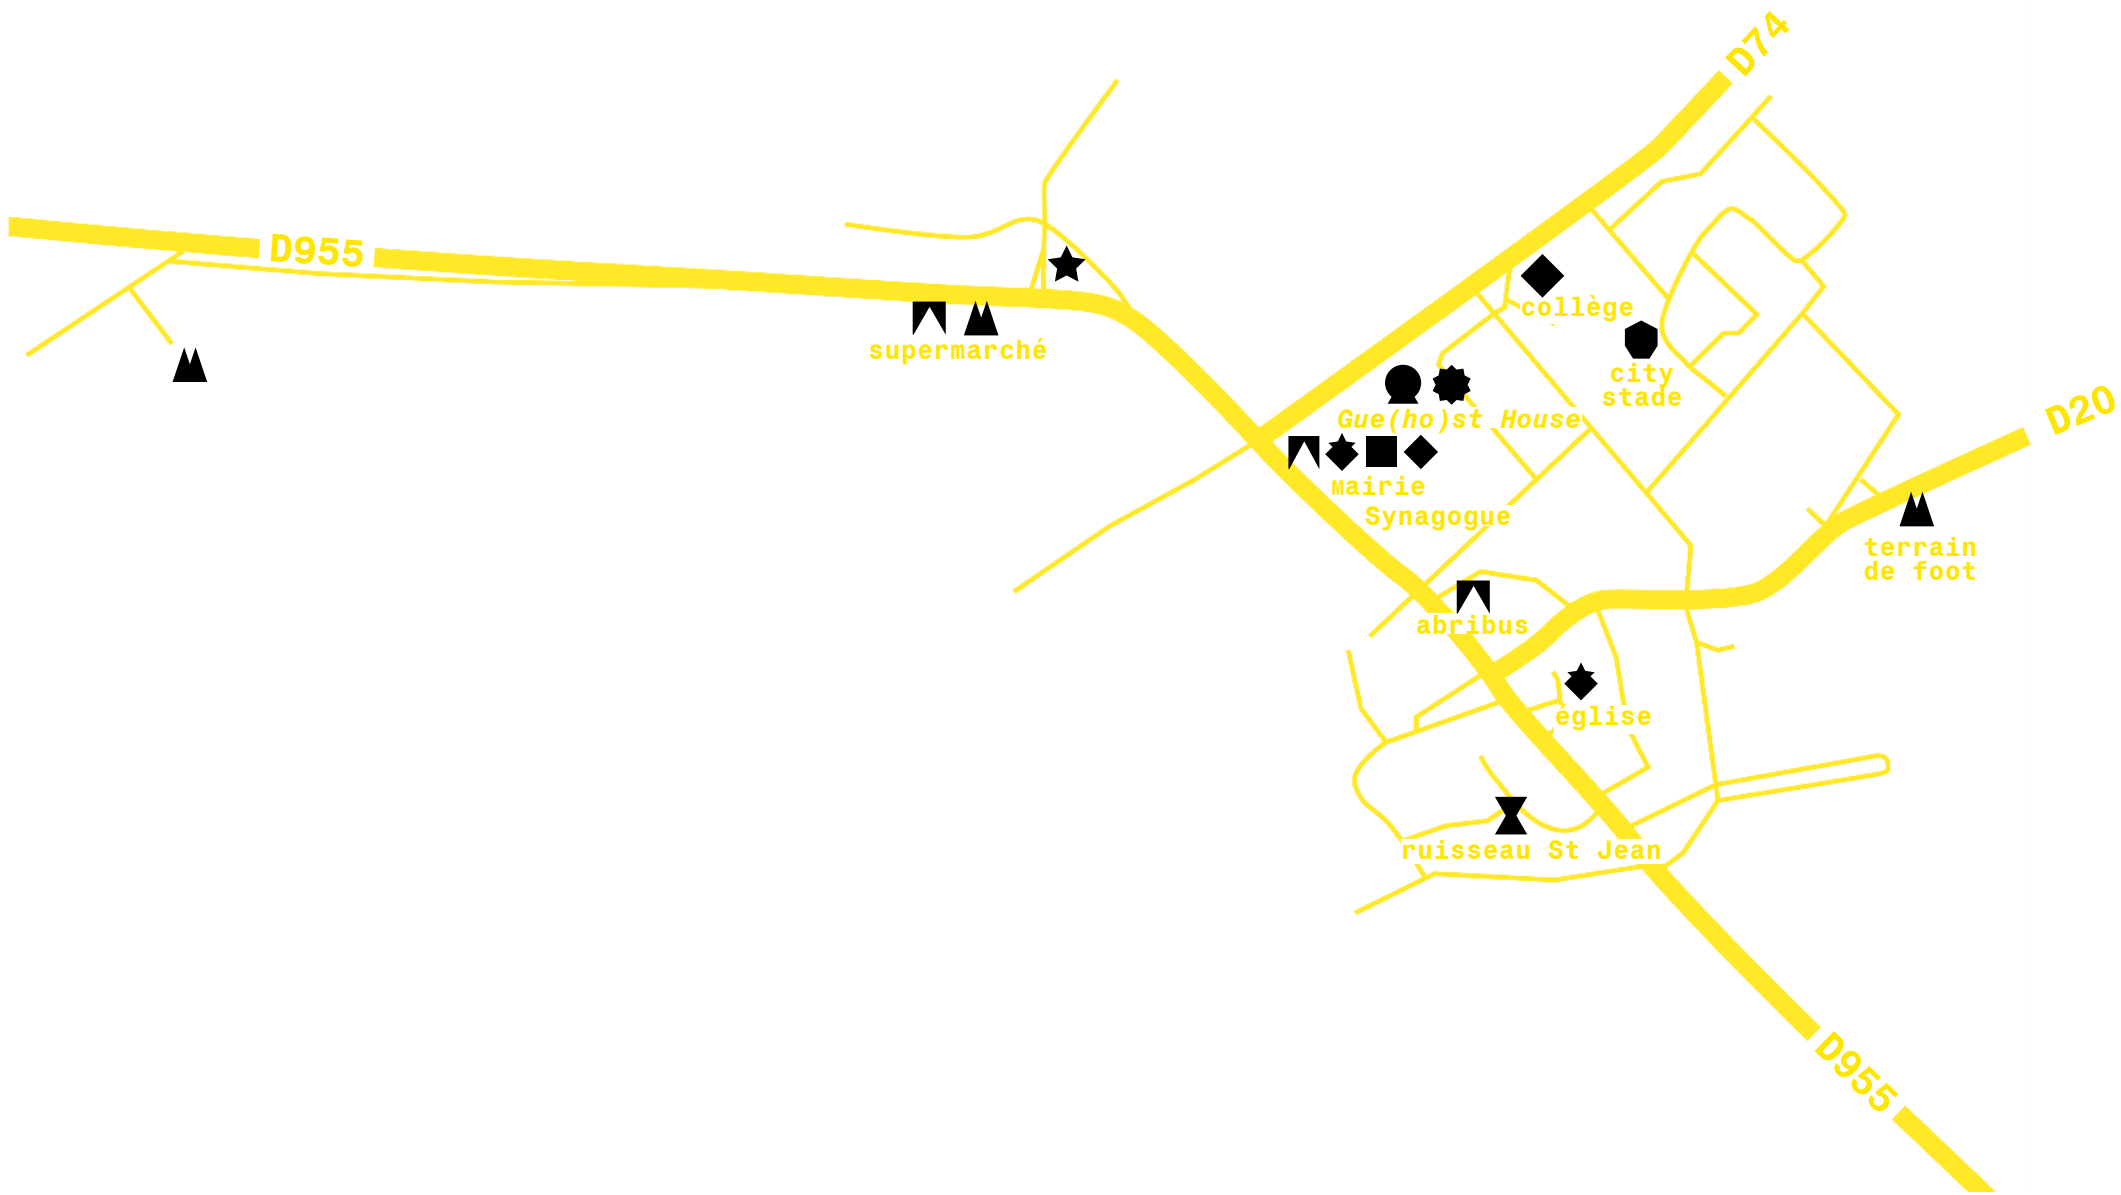 D74
D955
collège
supermarché
city
stade
D20
Gue(ho)st House
Mairie
Synagogue
terrain
de foot
abribus
église
ruisseau St Jean
D955